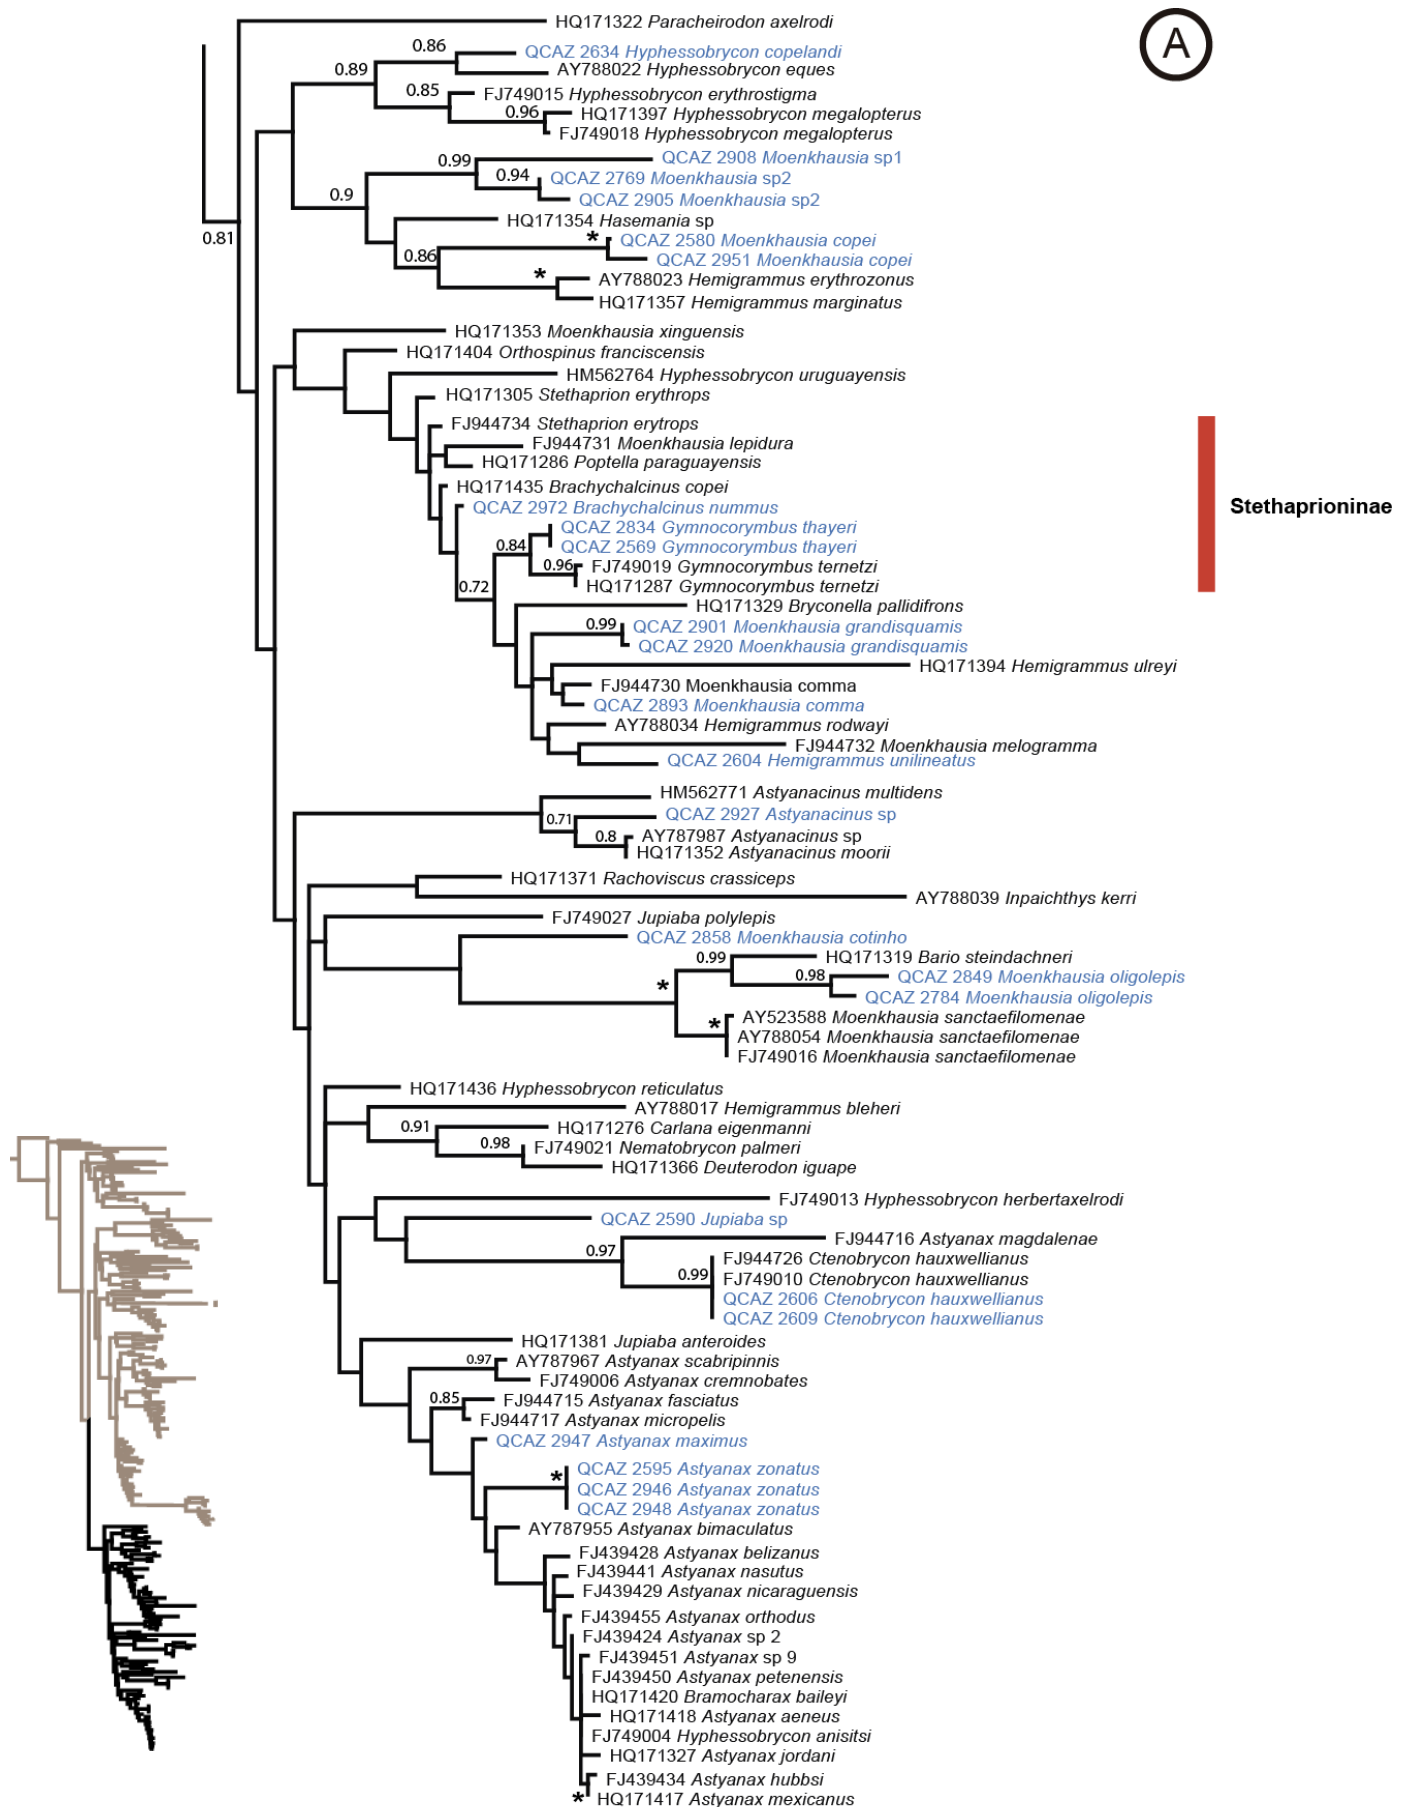 A
HQ171322 Paracheirodon axelrodi
0.86
QCAZ 2634 Hyphessobrycon copelandi
0.89
AY788022 Hyphessobrycon eques
0.85
FJ749015 Hyphessobrycon erythrostigma
0.96
HQ171397 Hyphessobrycon megalopterus
FJ749018 Hyphessobrycon megalopterus
0.99
QCAZ 2908 Moenkhausia sp1
0.94
QCAZ 2769 Moenkhausia sp2
0.9
QCAZ 2905 Moenkhausia sp2
HQ171354 Hasemania sp
0.81
*
QCAZ 2580 Moenkhausia copei
0.86
QCAZ 2951 Moenkhausia copei
*
AY788023 Hemigrammus erythrozonus
HQ171357 Hemigrammus marginatus
HQ171353 Moenkhausia xinguensis
HQ171404 Orthospinus franciscensis
HM562764 Hyphessobrycon uruguayensis
HQ171305 Stethaprion erythrops
FJ944734 Stethaprion erytrops
FJ944731 Moenkhausia lepidura
HQ171286 Poptella paraguayensis
HQ171435 Brachychalcinus copei
QCAZ 2972 Brachychalcinus nummus
Stethaprioninae
QCAZ 2834 Gymnocorymbus thayeri
0.84
QCAZ 2569 Gymnocorymbus thayeri
0.96
FJ749019 Gymnocorymbus ternetzi
0.72
HQ171287 Gymnocorymbus ternetzi
HQ171329 Bryconella pallidifrons
0.99
QCAZ 2901 Moenkhausia grandisquamis
QCAZ 2920 Moenkhausia grandisquamis
HQ171394 Hemigrammus ulreyi
FJ944730 Moenkhausia comma
QCAZ 2893 Moenkhausia comma
AY788034 Hemigrammus rodwayi
FJ944732 Moenkhausia melogramma
QCAZ 2604 Hemigrammus unilineatus
HM562771 Astyanacinus multidens
0.71
QCAZ 2927 Astyanacinus sp
0.8
AY787987 Astyanacinus sp
HQ171352 Astyanacinus moorii
HQ171371 Rachoviscus crassiceps
AY788039 Inpaichthys kerri
FJ749027 Jupiaba polylepis
QCAZ 2858 Moenkhausia cotinho
0.99
HQ171319 Bario steindachneri
0.98
QCAZ 2849 Moenkhausia oligolepis
*
QCAZ 2784 Moenkhausia oligolepis
*
AY523588 Moenkhausia sanctaefilomenae
AY788054 Moenkhausia sanctaefilomenae
FJ749016 Moenkhausia sanctaefilomenae
HQ171436 Hyphessobrycon reticulatus
AY788017 Hemigrammus bleheri
0.91
HQ171276 Carlana eigenmanni
0.98
FJ749021 Nematobrycon palmeri
HQ171366 Deuterodon iguape
FJ749013 Hyphessobrycon herbertaxelrodi
QCAZ 2590 Jupiaba sp
FJ944716 Astyanax magdalenae
0.97
FJ944726 Ctenobrycon hauxwellianus
0.99
FJ749010 Ctenobrycon hauxwellianus
QCAZ 2606 Ctenobrycon hauxwellianus
QCAZ 2609 Ctenobrycon hauxwellianus
HQ171381 Jupiaba anteroides
0.97
AY787967 Astyanax scabripinnis
FJ749006 Astyanax cremnobates
0.85
FJ944715 Astyanax fasciatus
FJ944717 Astyanax micropelis
QCAZ 2947 Astyanax maximus
*
QCAZ 2595 Astyanax zonatus
QCAZ 2946 Astyanax zonatus
QCAZ 2948 Astyanax zonatus
AY787955 Astyanax bimaculatus
FJ439428 Astyanax belizanus
FJ439441 Astyanax nasutus
FJ439429 Astyanax nicaraguensis
FJ439455 Astyanax orthodus
FJ439424 Astyanax sp 2
FJ439451 Astyanax sp 9
FJ439450 Astyanax petenensis
HQ171420 Bramocharax baileyi
HQ171418 Astyanax aeneus
FJ749004 Hyphessobrycon anisitsi
HQ171327 Astyanax jordani
FJ439434 Astyanax hubbsi
*
HQ171417 Astyanax mexicanus